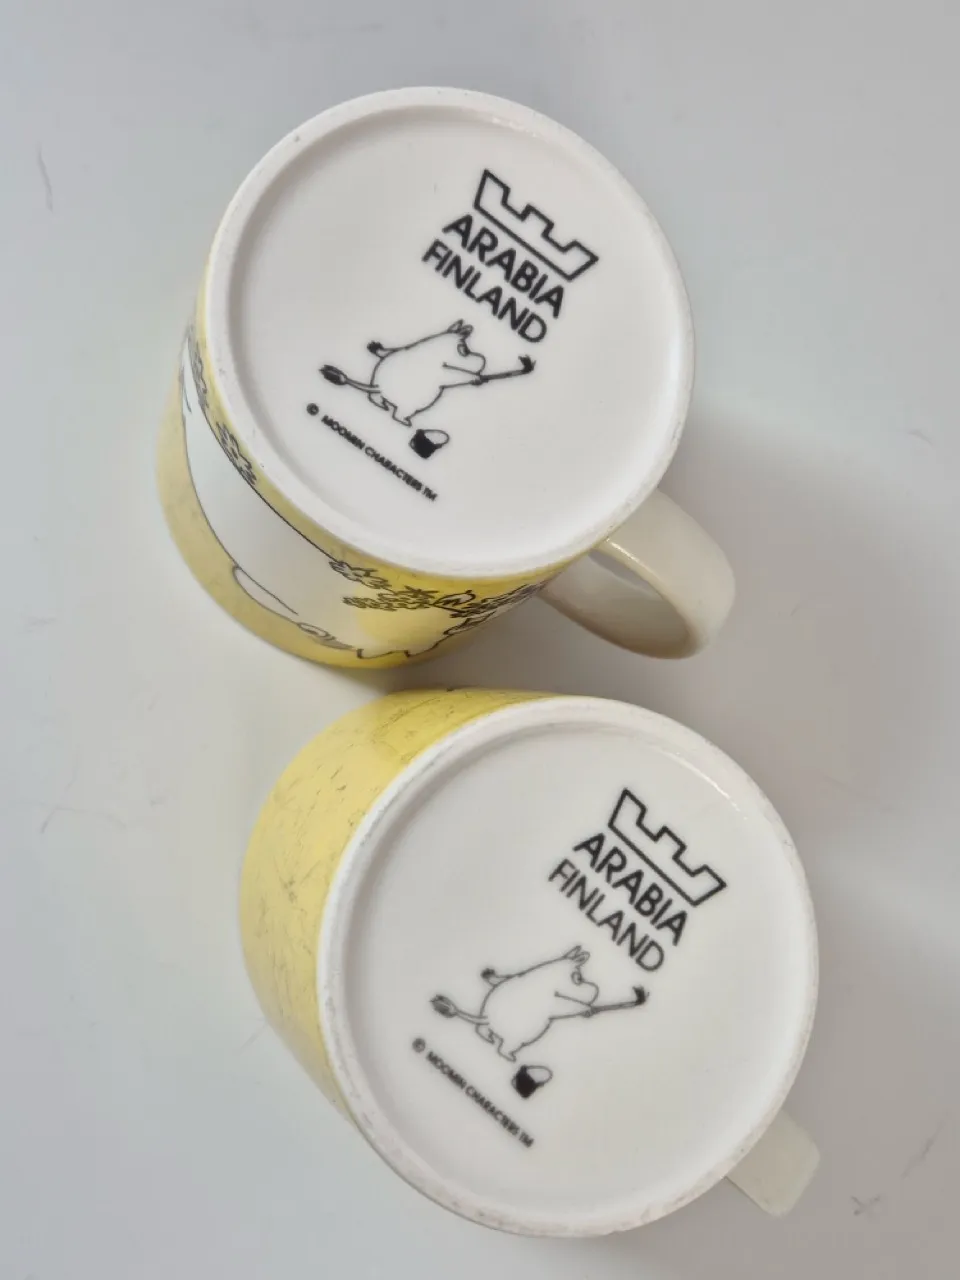 ARABIA
FINLAND
© MOOMIN CHARACTERS TM
ARABIA
FINLAND
© MOOMIN CHARACTERS TM